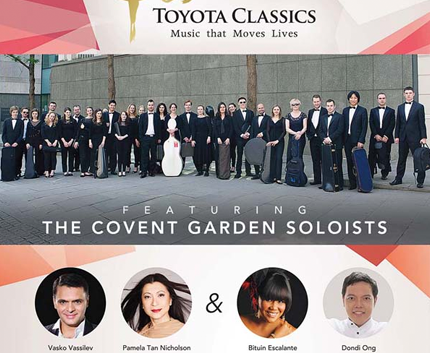 TOYOTA CLASSICS
Music that Moves Lives
FEATURING
THE COVENT GARDEN SOLOISTS
&
Vasko Vassilev
Pamela Tan Nicholson
Bituin Escalante
Dondi Ong